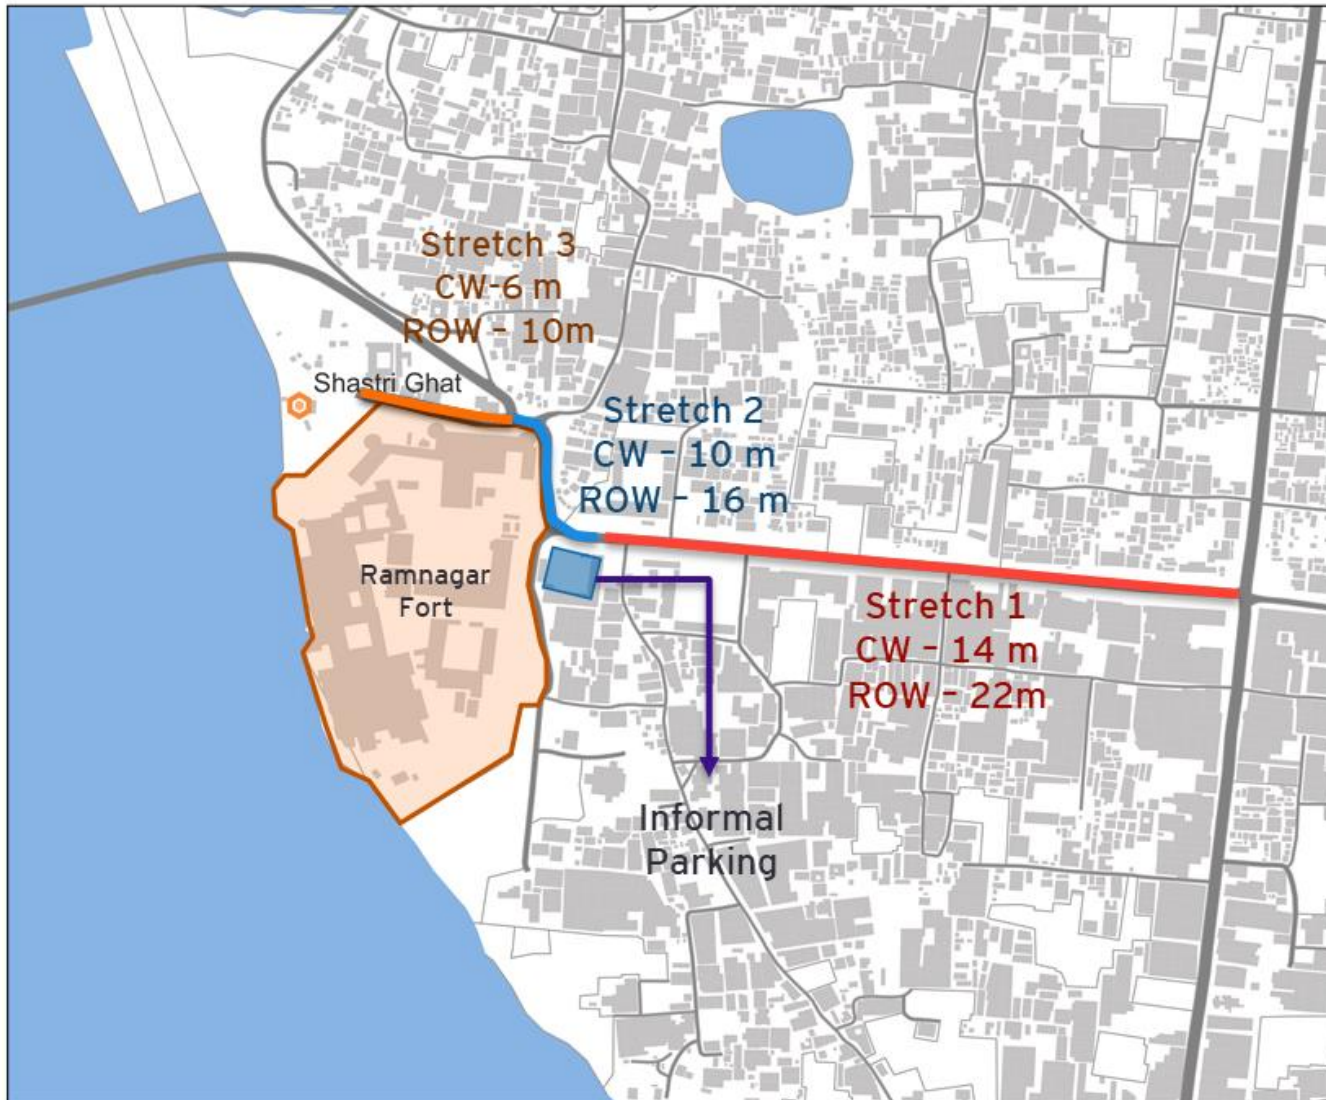 Stretch 3
CW-6 m
ROW - 10m
Shastri Ghat
Stretch 2
CW - 10 m
ROW - 16 m
Ramnagar
Fort
Stretch 1
CW - 14 m
ROW - 22m
Informal
Parking